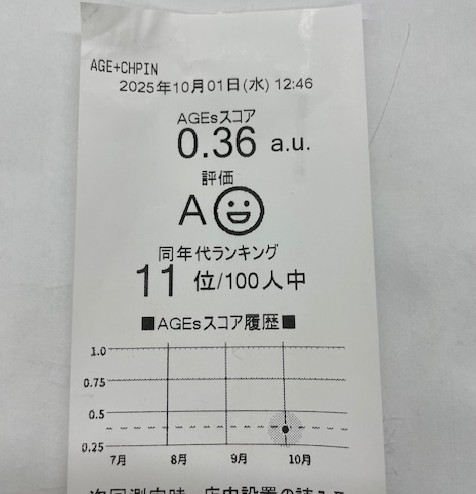 AGE+CHPIN
2025年10月01日(水) 12:46
AGEsスコア
0.36 a.u.
評価
A
同年代ランキング
11 位/100人中
■AGEsスコア履歴■
1.0
0.75
0.5
0.25
7月 8月 9月 10月